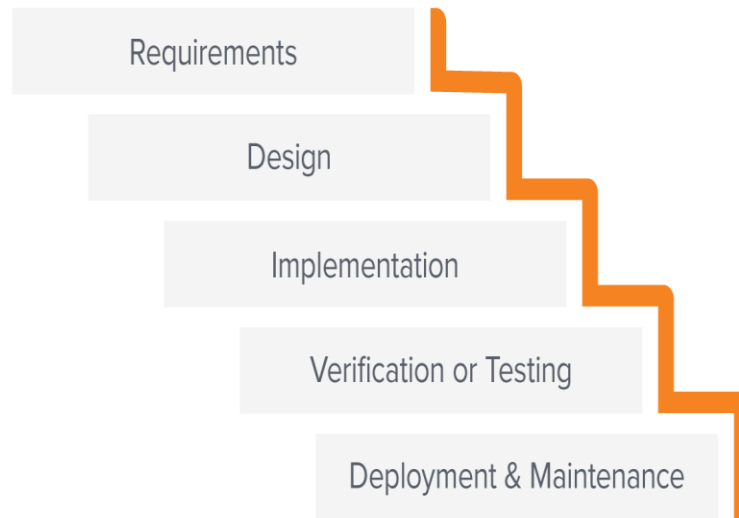 Requirements
Design
Implementation
Verification or Testing
Deployment & Maintenance